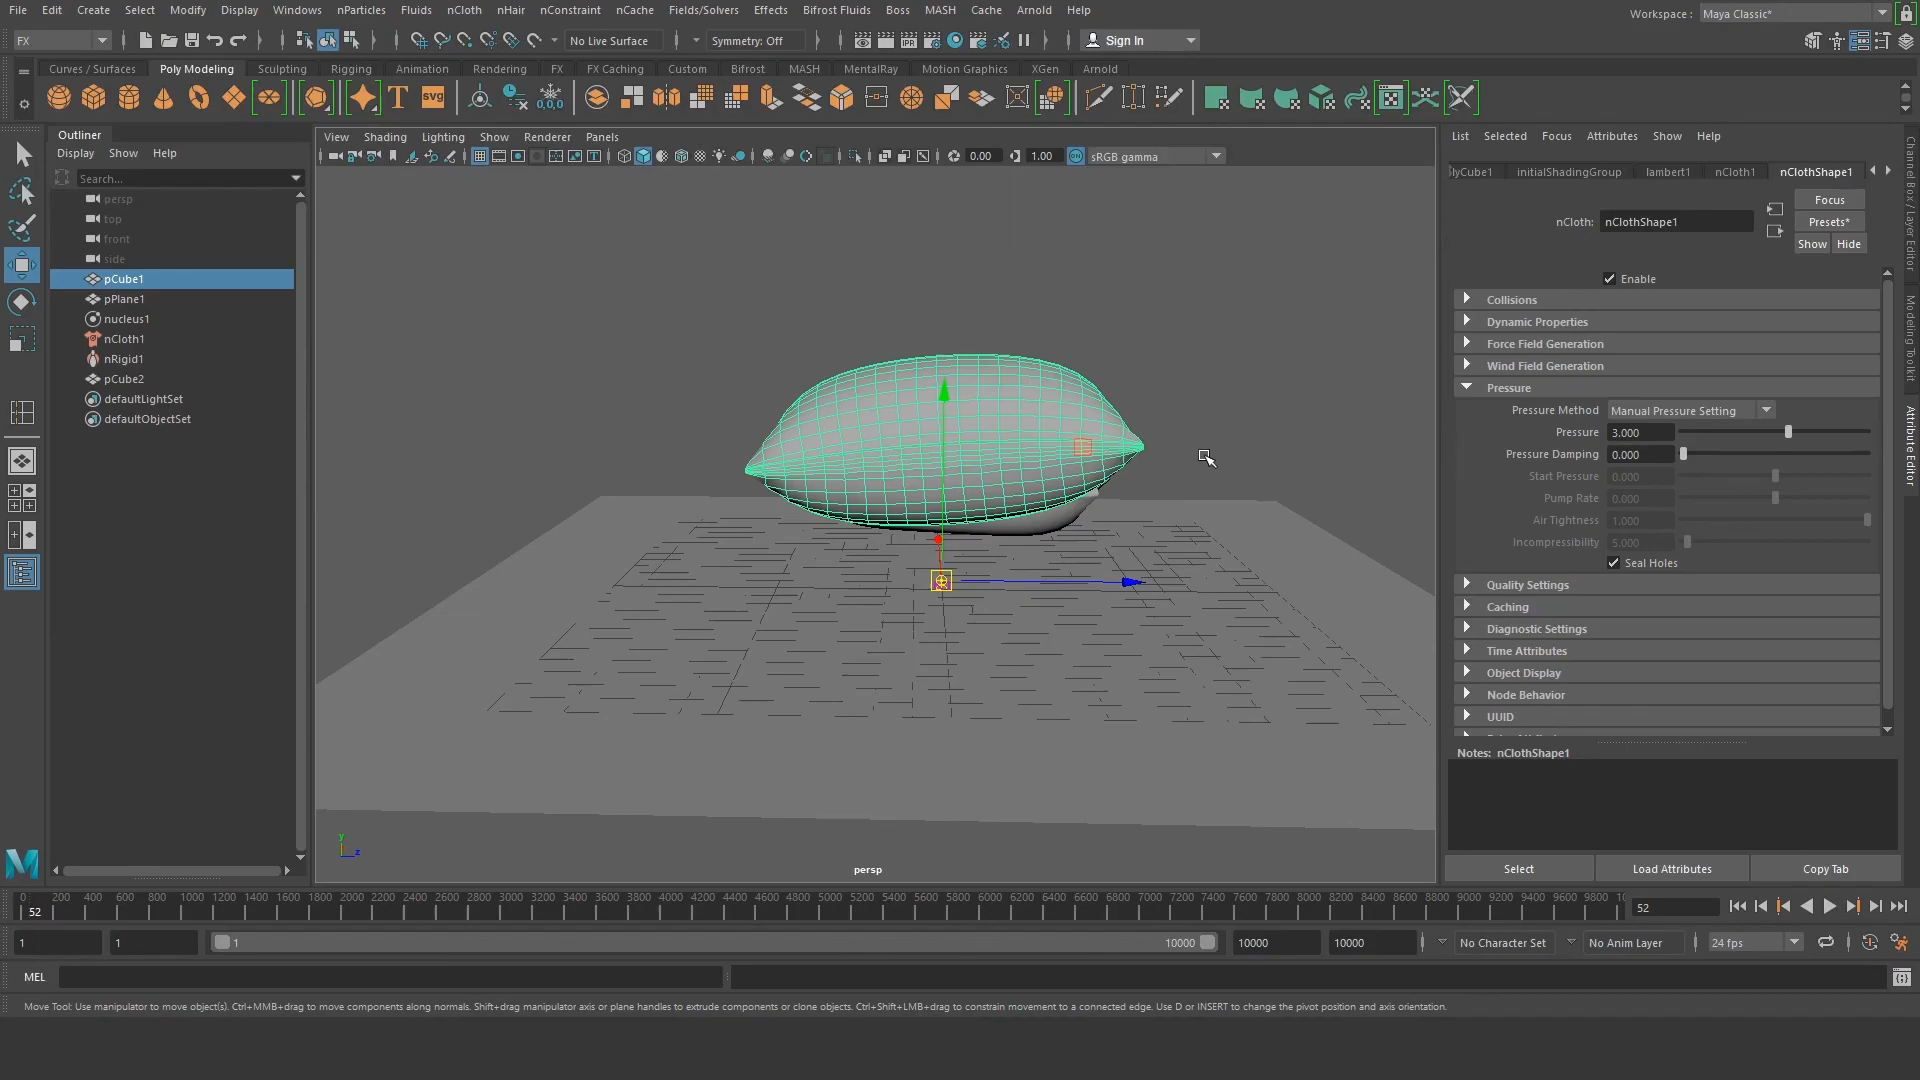 File Edit Create Select Modify Display Windows nParticles Fluids nCloth nHair nConstraint nCache Fields/Solvers Effects Bifrost Fluids Boss MASH Cache Arnold Help
Workspace : Maya Classic*
FX
No Live Surface
Symmetry: Off
IPR
Sign In
Curves / Surfaces Poly Modeling Sculpting Rigging Animation Rendering FX FX Caching Custom Bifrost MASH MentalRay Motion Graphics XGen Arnold
T
SVG
0,0,0
Outliner
Display Show Help
Search...
persp
top
front
side
pCube1
pPlane1
nucleus1
nCloth1
nRigid1
pCube2
defaultLightSet
defaultObjectSet
View Shading Lighting Show Renderer Panels
0.00
1.00
ON
sRGB gamma
y
z
persp
List Selected Focus Attributes Show Help
lyCube1 initialShadingGroup lambert1 nCloth1 nClothShape1
nCloth: nClothShape1
Focus
Presets*
Show Hide
Enable
Collisions
Dynamic Properties
Force Field Generation
Wind Field Generation
Pressure
Pressure Method Manual Pressure Setting
Pressure 3.000
Pressure Damping 0.000
Start Pressure 0.000
Pump Rate 0.000
Air Tightness 1.000
Incompressibility 5.000
Seal Holes
Quality Settings
Caching
Diagnostic Settings
Time Attributes
Object Display
Node Behavior
UUID
Notes: nClothShape1
Select Load Attributes Copy Tab
Channel Box / Layer Editor
Modeling Toolkit
Attribute Editor
0 200 400 600 800 1000 1200 1400 1600 1800 2000 2200 2400 2600 2800 3000 3200 3400 3600 3800 4000 4200 4400 4600 4800 5000 5200 5400 5600 5800 6000 6200 6400 6600 6800 7000 7200 7400 7600 7800 8000 8200 8400 8600 8800 9000 9200 9400 9600 9800
52
52
1
1
1
10000
10000
10000
No Character Set
No Anim Layer
24 fps
MEL
Move Tool: Use manipulator to move object(s). Ctrl+MMB+drag to move components along normals. Shift+drag manipulator axis or plane handles to extrude components or clone objects. Ctrl+Shift+LMB+drag to constrain movement to a connected edge. Use D or INSERT to change the pivot position and axis orientation.